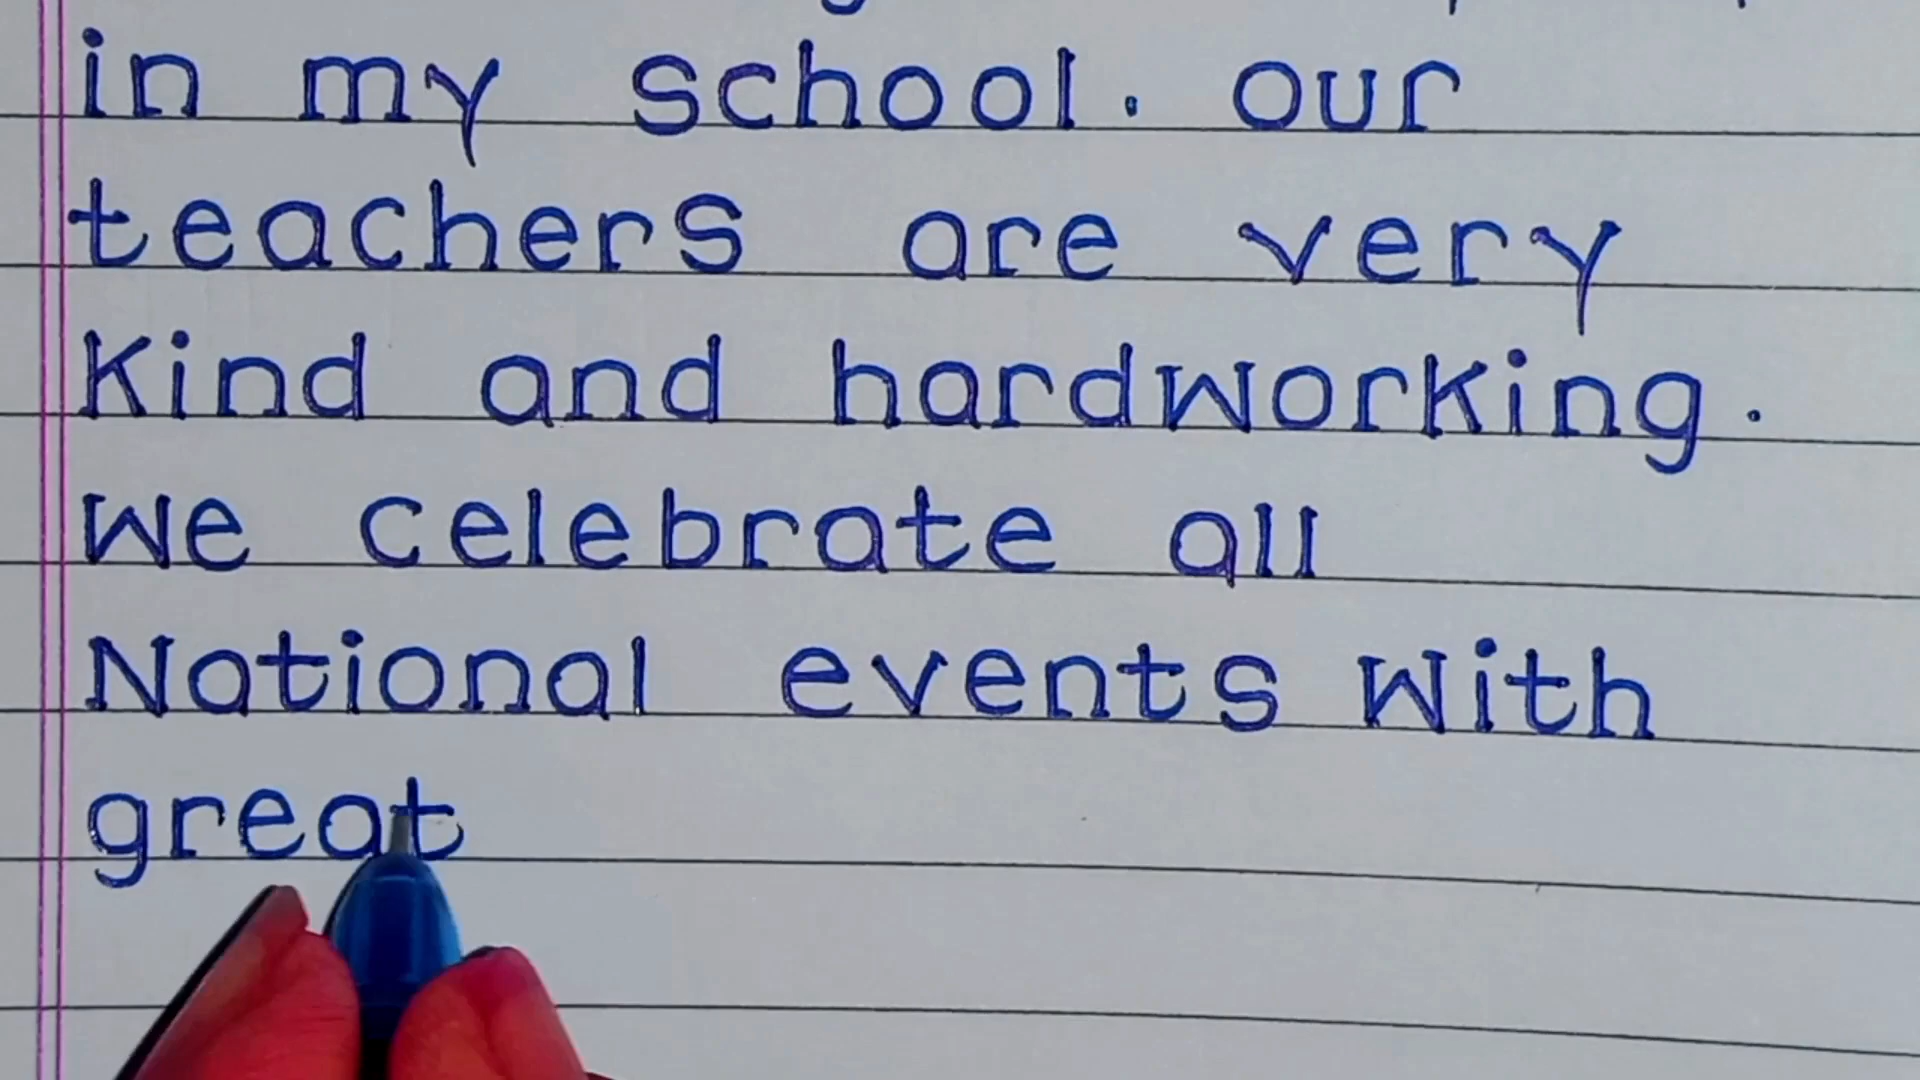 in my school. our
teachers are very
Kind and hardworking.
We celebrate all
National events With
great